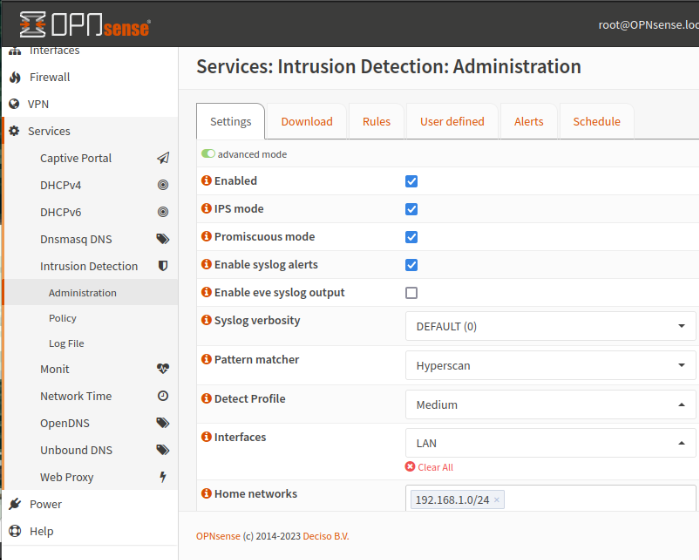 OPNsense
root@OPNsense.loc
Interfaces
Firewall
VPN
Services
Captive Portal
DHCPv4
DHCPv6
Dnsmasq DNS
Intrusion Detection
Administration
Policy
Log File
Monit
Network Time
OpenDNS
Unbound DNS
Web Proxy
Power
Help
Services: Intrusion Detection: Administration
Settings Download Rules User defined Alerts Schedule
advanced mode
Enabled
IPS mode
Promiscuous mode
Enable syslog alerts
Enable eve syslog output
Syslog verbosity DEFAULT (0)
Pattern matcher Hyperscan
Detect Profile Medium
Interfaces LAN
Clear All
Home networks 192.168.1.0/24 ×
OPNsense (c) 2014-2023 Deciso B.V.